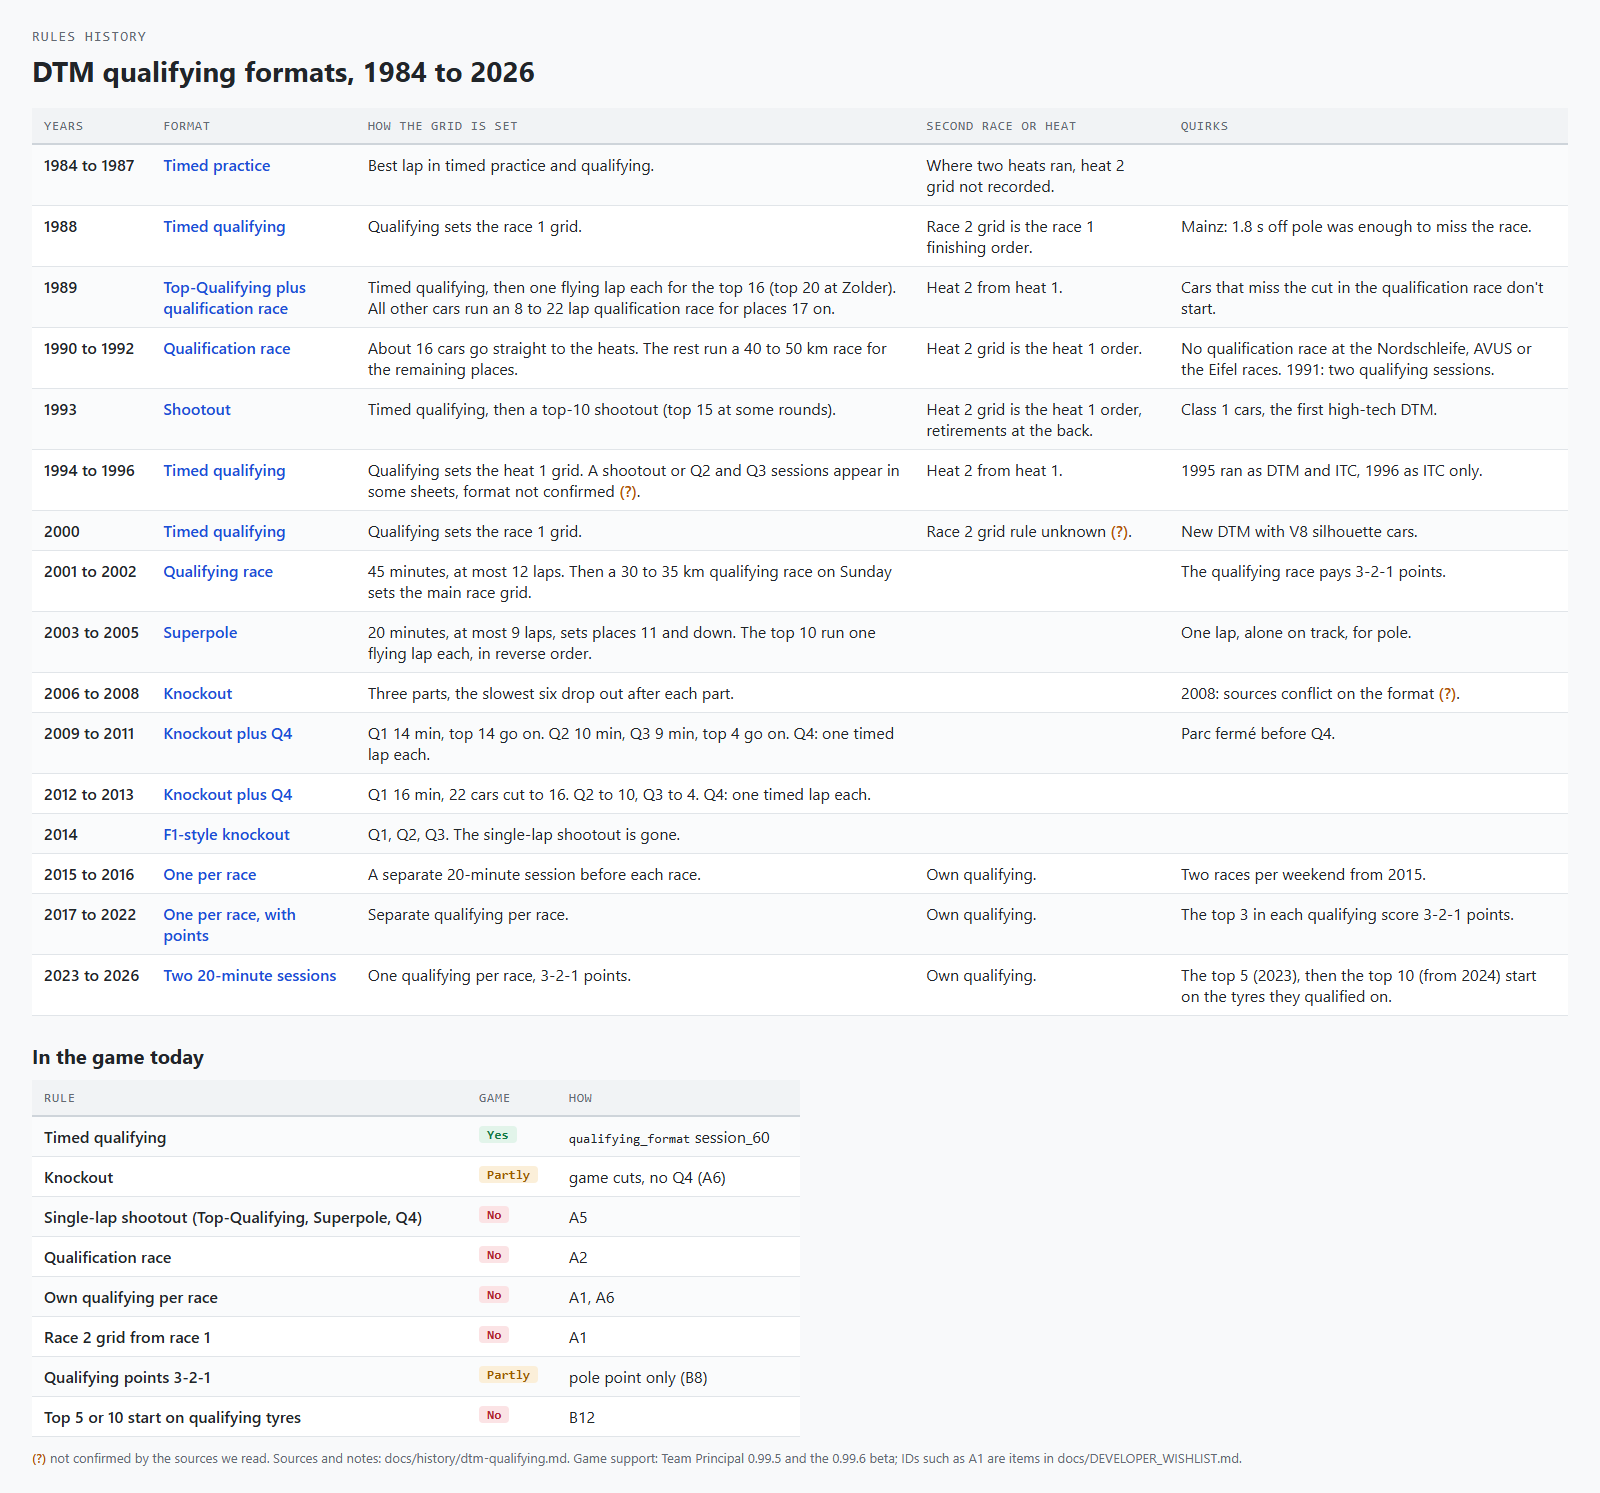 RULES HISTORY
DTM qualifying formats, 1984 to 2026
YEARS FORMAT HOW THE GRID IS SET SECOND RACE OR HEAT QUIRKS
1984 to 1987 Timed practice Best lap in timed practice and qualifying. Where two heats ran, heat 2
grid not recorded.
1988 Timed qualifying Qualifying sets the race 1 grid. Race 2 grid is the race 1 Mainz: 1.8 s off pole was enough to miss the race.
finishing order.
1989 Top-Qualifying plus Timed qualifying, then one flying lap each for the top 16 (top 20 at Zolder). Heat 2 from heat 1. Cars that miss the cut in the qualification race don't
qualification race All other cars run an 8 to 22 lap qualification race for places 17 on. start.
1990 to 1992 Qualification race About 16 cars go straight to the heats. The rest run a 40 to 50 km race for Heat 2 grid is the heat 1 order. No qualification race at the Nordschleife, AVUS or
the remaining places. the Eifel races. 1991: two qualifying sessions.
1993 Shootout Timed qualifying, then a top-10 shootout (top 15 at some rounds). Heat 2 grid is the heat 1 order, Class 1 cars, the first high-tech DTM.
retirements at the back.
1994 to 1996 Timed qualifying Qualifying sets the heat 1 grid. A shootout or Q2 and Q3 sessions appear in Heat 2 from heat 1. 1995 ran as DTM and ITC, 1996 as ITC only.
some sheets, format not confirmed (?).
2000 Timed qualifying Qualifying sets the race 1 grid. Race 2 grid rule unknown (?). New DTM with V8 silhouette cars.
2001 to 2002 Qualifying race 45 minutes, at most 12 laps. Then a 30 to 35 km qualifying race on Sunday The qualifying race pays 3-2-1 points.
sets the main race grid.
2003 to 2005 Superpole 20 minutes, at most 9 laps, sets places 11 and down. The top 10 run one One lap, alone on track, for pole.
flying lap each, in reverse order.
2006 to 2008 Knockout Three parts, the slowest six drop out after each part. 2008: sources conflict on the format (?).
2009 to 2011 Knockout plus Q4 Q1 14 min, top 14 go on. Q2 10 min, Q3 9 min, top 4 go on. Q4: one timed Parc fermé before Q4.
lap each.
2012 to 2013 Knockout plus Q4 Q1 16 min, 22 cars cut to 16. Q2 to 10, Q3 to 4. Q4: one timed lap each.
2014 F1-style knockout Q1, Q2, Q3. The single-lap shootout is gone.
2015 to 2016 One per race A separate 20-minute session before each race. Own qualifying. Two races per weekend from 2015.
2017 to 2022 One per race, with Separate qualifying per race. Own qualifying. The top 3 in each qualifying score 3-2-1 points.
points
2023 to 2026 Two 20-minute sessions One qualifying per race, 3-2-1 points. Own qualifying. The top 5 (2023), then the top 10 (from 2024) start
on the tyres they qualified on.
In the game today
RULE GAME HOW
Timed qualifying Yes qualifying_format session_60
Knockout Partly game cuts, no Q4 (A6)
Single-lap shootout (Top-Qualifying, Superpole, Q4) No A5
Qualification race No A2
Own qualifying per race No A1, A6
Race 2 grid from race 1 No A1
Qualifying points 3-2-1 Partly pole point only (B8)
Top 5 or 10 start on qualifying tyres No B12
(?) not confirmed by the sources we read. Sources and notes: docs/history/dtm-qualifying.md. Game support: Team Principal 0.99.5 and the 0.99.6 beta; IDs such as A1 are items in docs/DEVELOPER_WISHLIST.md.